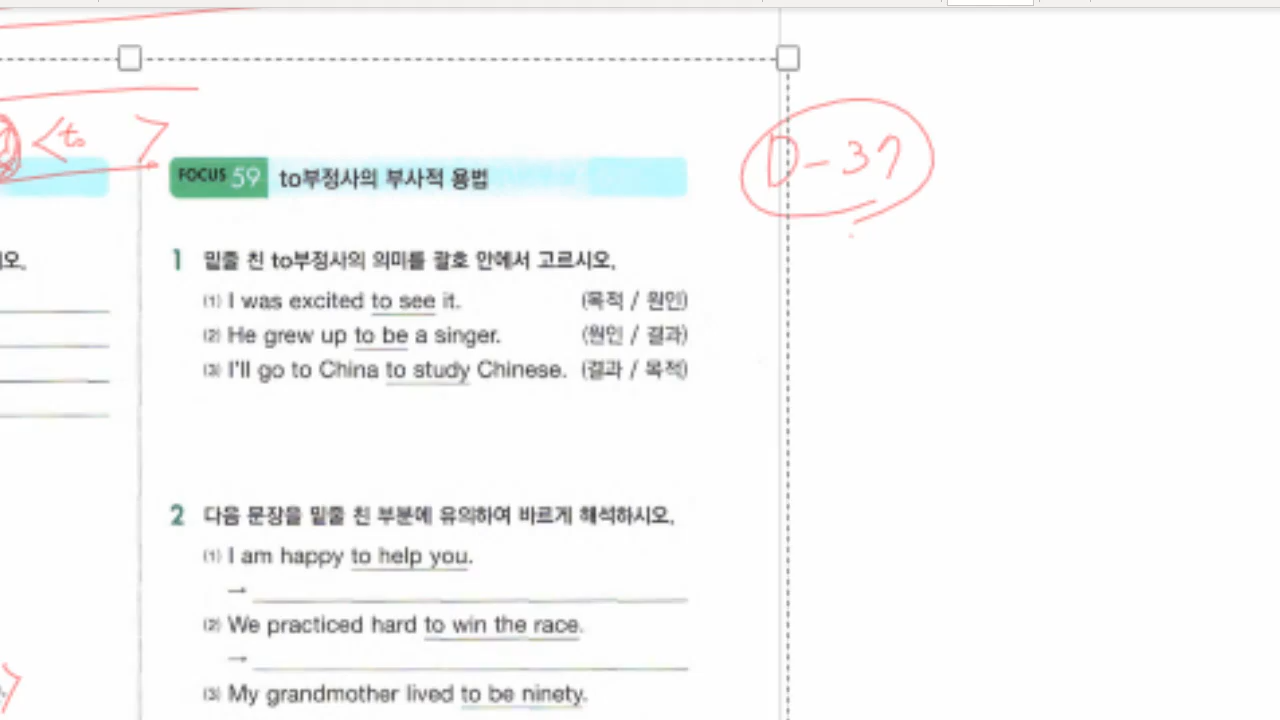 <to >
D-37
FOCUS 59 to부정사의 부사적 용법
시오.
1 밑줄 친 to부정사의 의미를 괄호 안에서 고르시오.
(1) I was excited to see it. (목적 / 원인)
(2) He grew up to be a singer. (원인 / 결과)
(3) I'll go to China to study Chinese. (결과 / 목적)
2 다음 문장을 밑줄 친 부분에 유의하여 바르게 해석하시오.
(1) I am happy to help you.
→
(2) We practiced hard to win the race.
→
(3) My grandmother lived to be ninety.